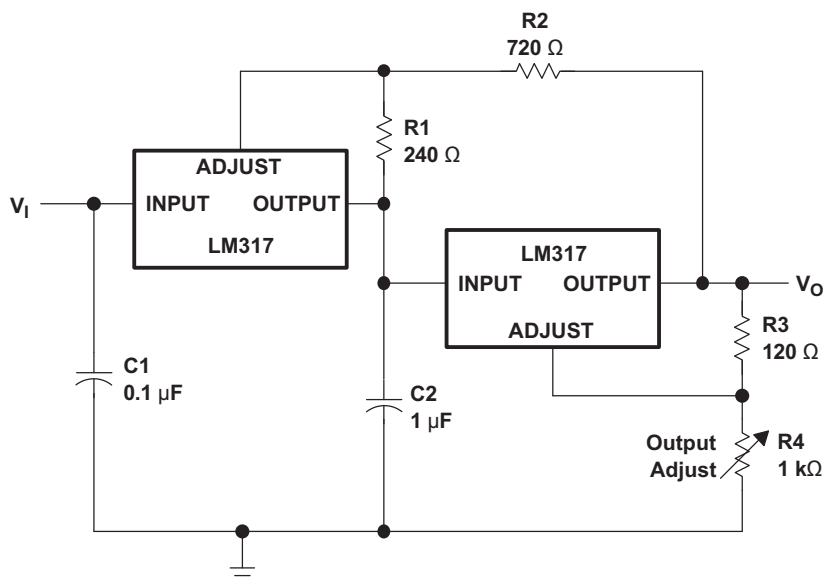 R2
720 Ω
R1
240 Ω
ADJUST
INPUT OUTPUT
LM317
V_I
LM317
INPUT OUTPUT
ADJUST
V_O
R3
120 Ω
C1
0.1 µF
C2
1 µF
Output
Adjust
R4
1 kΩ